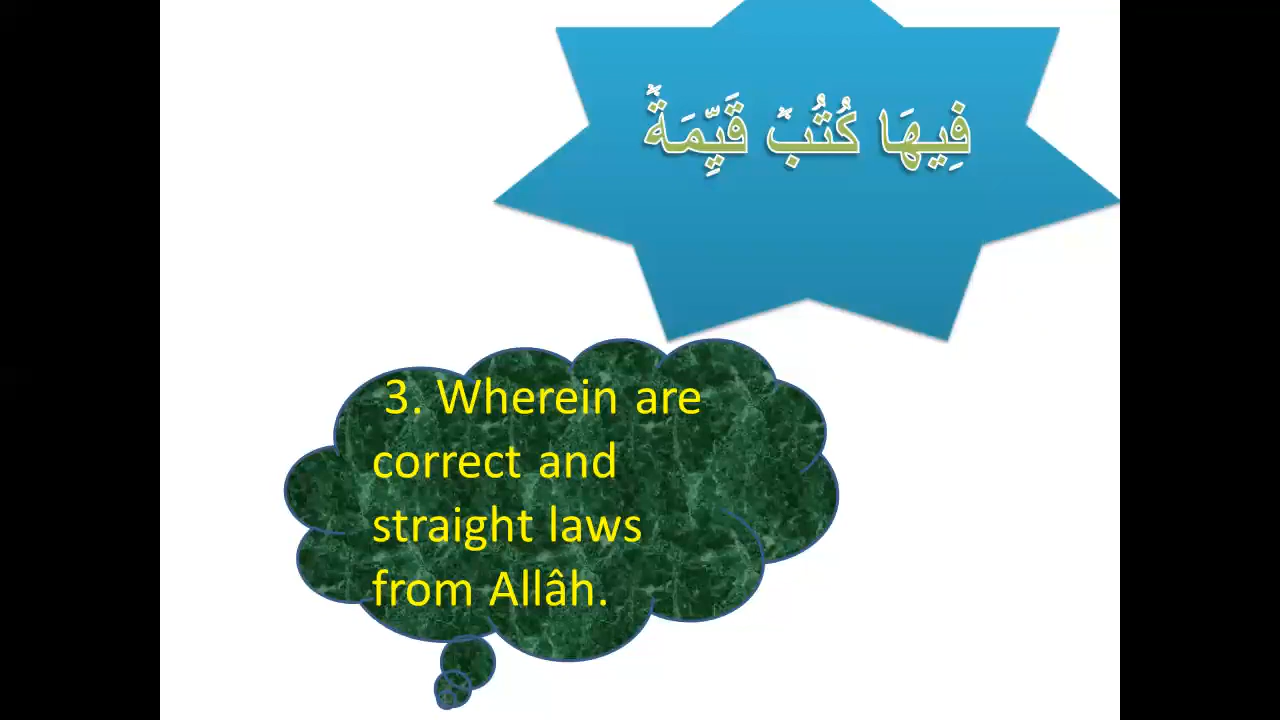 فِيهَا كُتُبٌ قَيِّمَةٌ
3. Wherein are
correct and
straight laws
from Allâh.